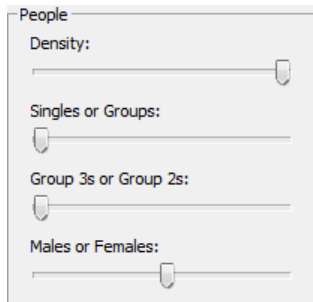 People
Density:
Singles or Groups:
Group 3s or Group 2s:
Males or Females: